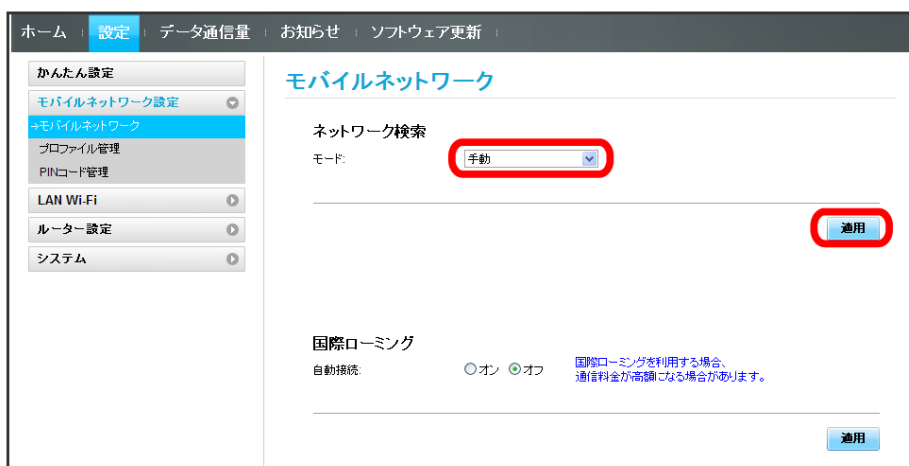 ホーム 設定 データ通信量 お知らせ ソフトウェア更新
かんたん設定
モバイルネットワーク設定
→モバイルネットワーク
プロファイル管理
PINコード管理
LAN Wi-Fi
ルーター設定
システム
モバイルネットワーク
ネットワーク検索
モード: 手動
適用
国際ローミング
自動接続: オン オフ 国際ローミングを利用する場合、
通信料金が高額になる場合があります。
適用